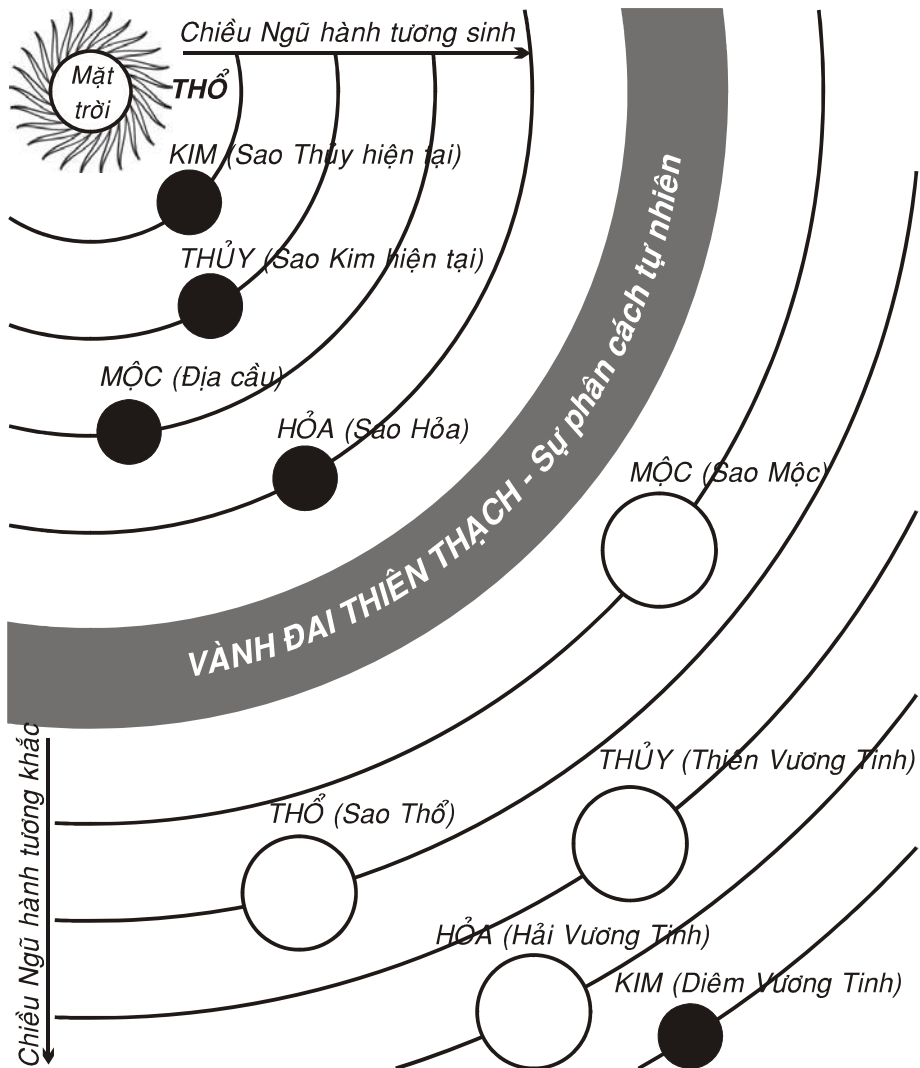 Chiều Ngũ hành tương sinh
Mặt
trời
THỔ
KIM (Sao Thủy hiện tại)
THỦY (Sao Kim hiện tại)
MỘC (Địa cầu)
HỎA (Sao Hỏa)
VÀNH ĐAI THIÊN THẠCH - Sự phân cách tự nhiên
MỘC (Sao Mộc)
Chiều Ngũ hành tương khắc
THỦY (Thiên Vương Tinh)
THỔ (Sao Thổ)
HỎA (Hải Vương Tinh)
KIM (Diêm Vương Tinh)